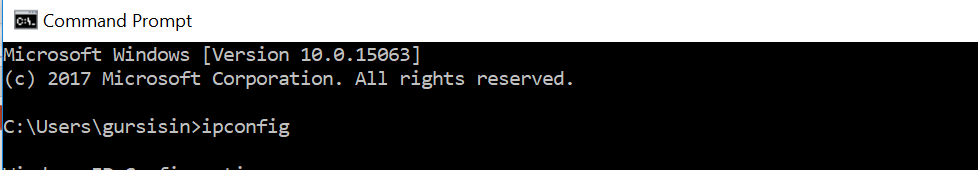 Command Prompt
Microsoft Windows [Version 10.0.15063]
(c) 2017 Microsoft Corporation. All rights reserved.
C:\Users\gursisin>ipconfig